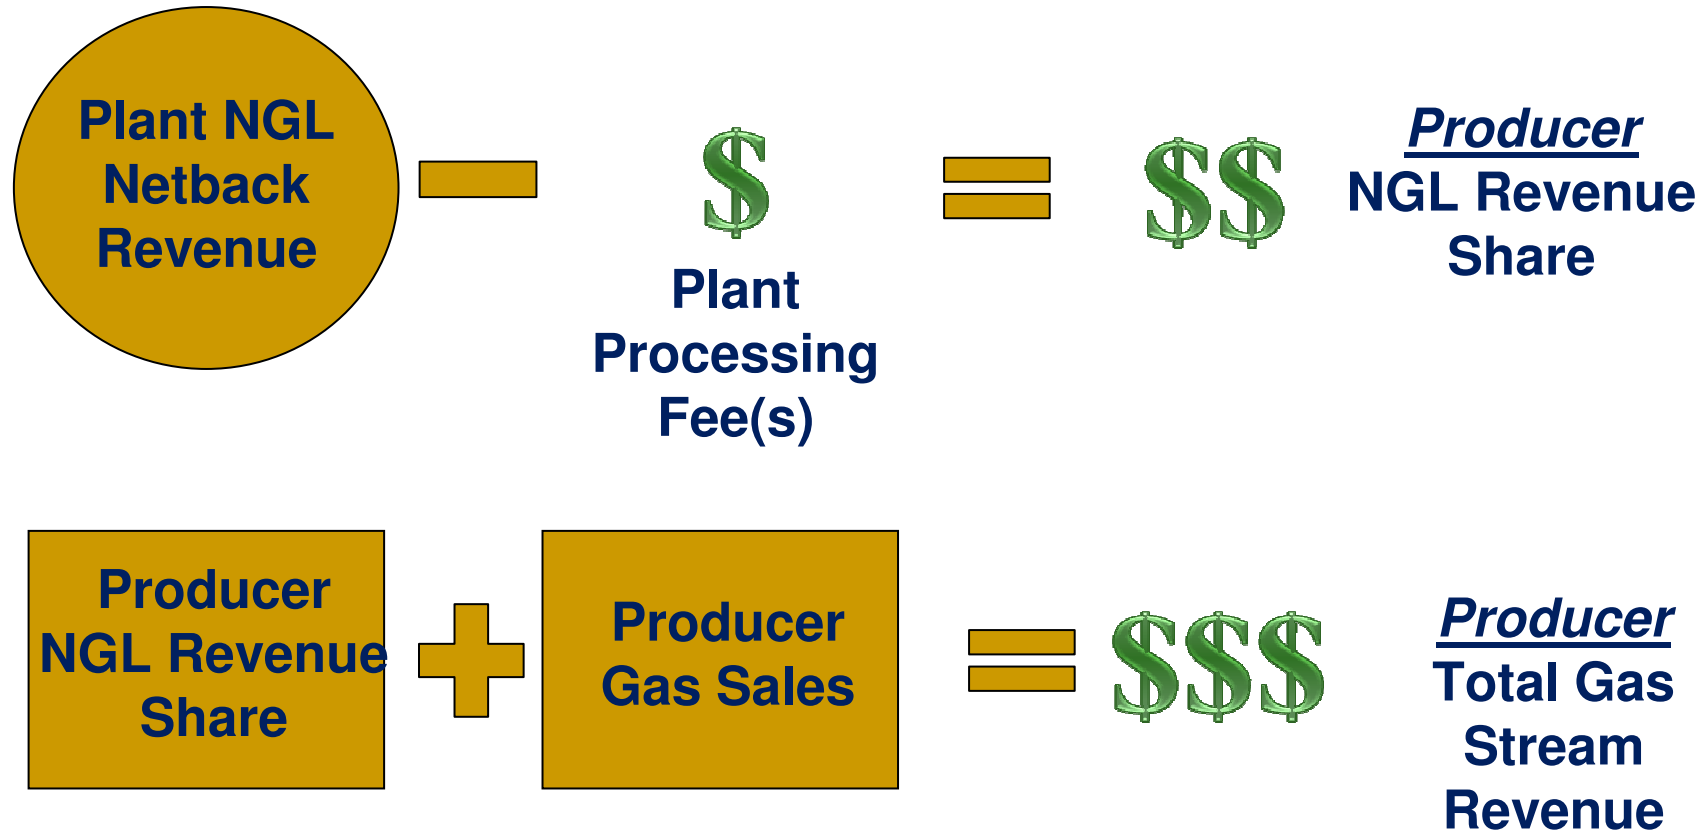 Plant NGL
Netback
Revenue
$
Plant
Processing
Fee(s)
$$
Producer
NGL Revenue
Share
Producer
NGL Revenue
Share
Producer
Gas Sales
$$$
Producer
Total Gas
Stream
Revenue